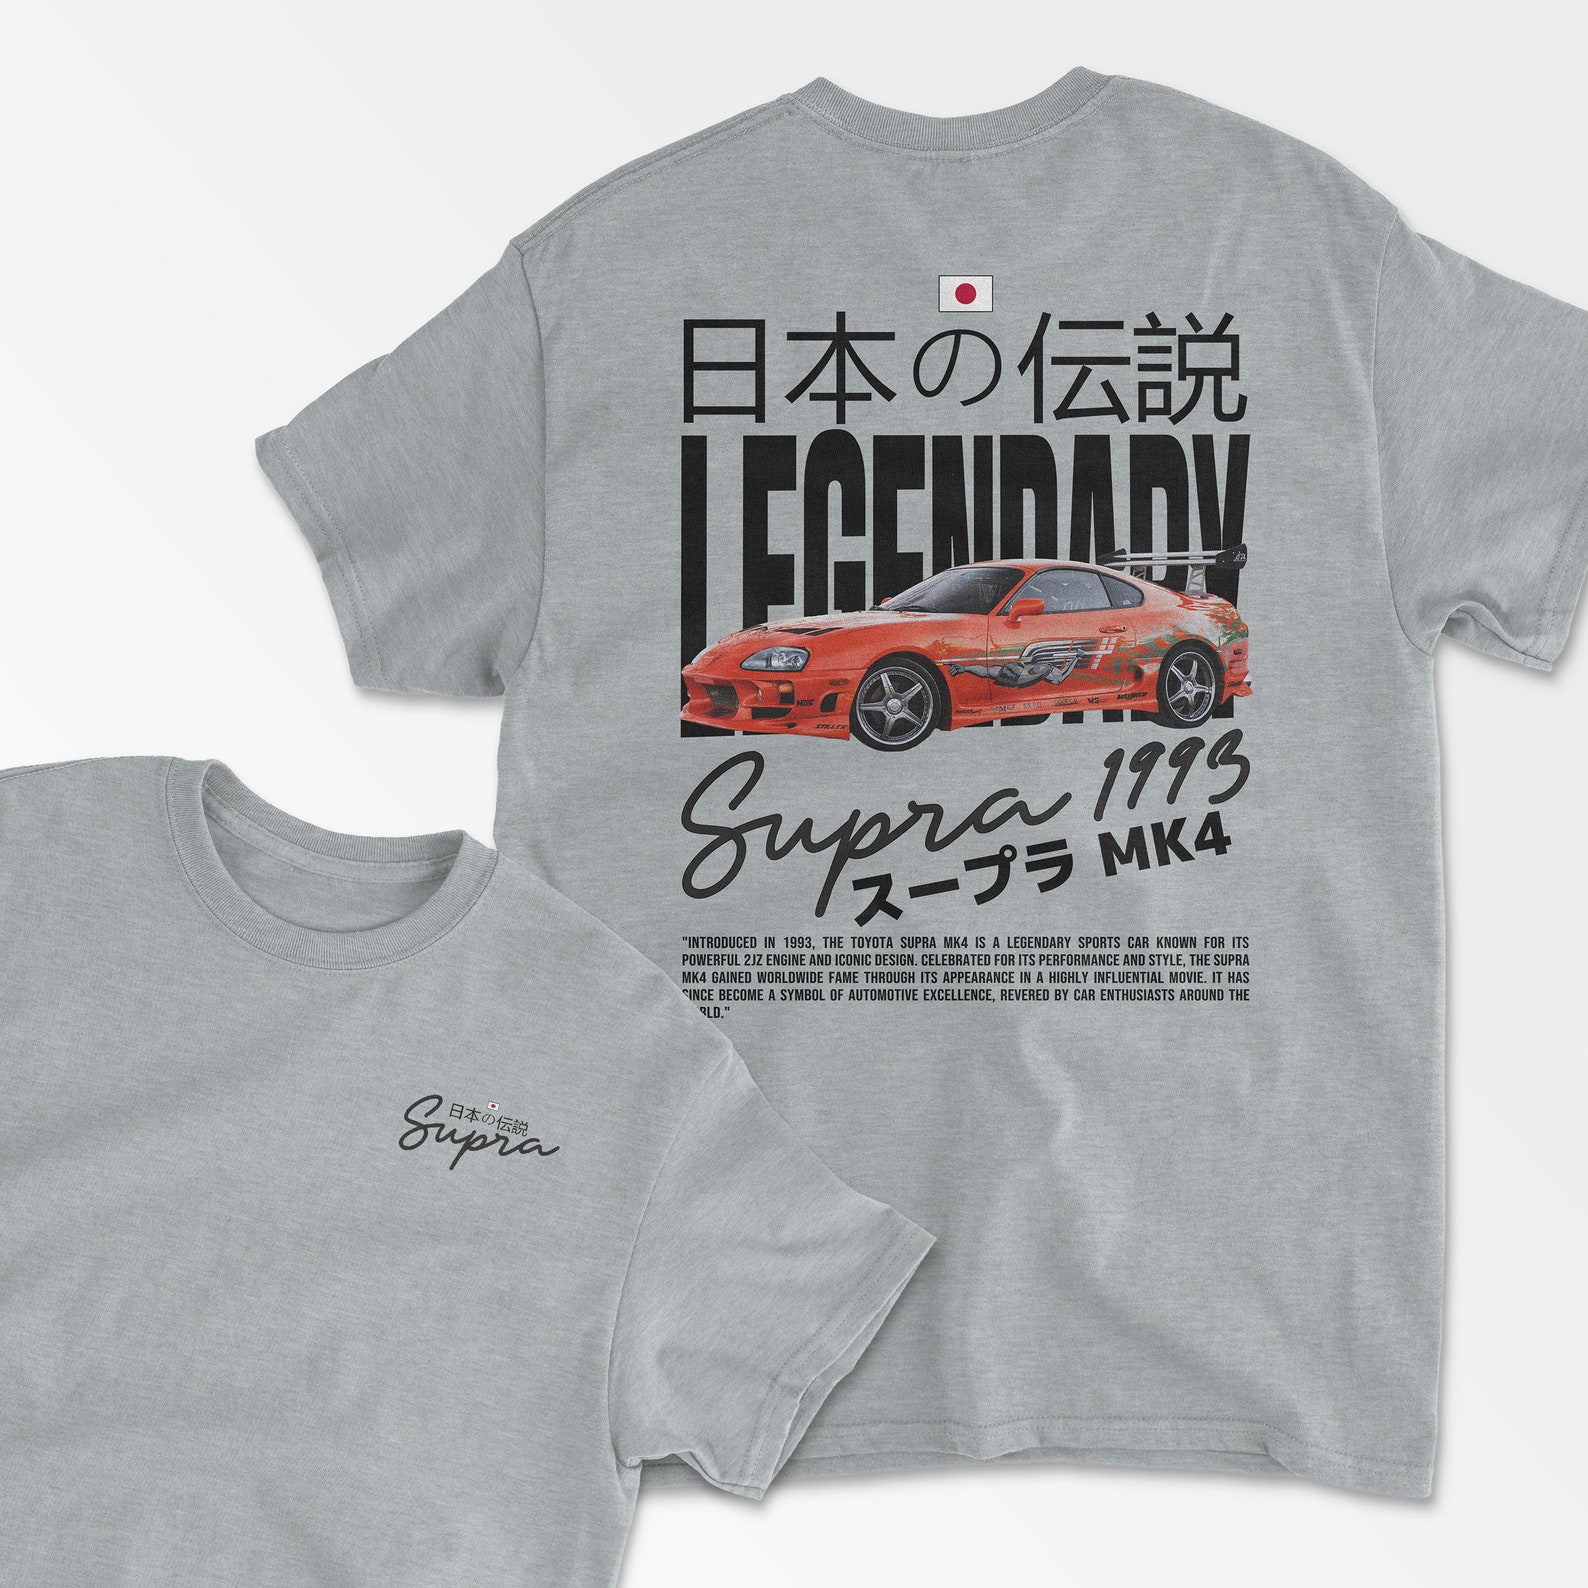 日本の伝説
LEGENDARY
Supra 1993
スープラ MK4
"INTRODUCED IN 1993, THE TOYOTA SUPRA MK4 IS A LEGENDARY SPORTS CAR KNOWN FOR ITS
POWERFUL 2JZ ENGINE AND ICONIC DESIGN. CELEBRATED FOR ITS PERFORMANCE AND STYLE, THE SUPRA
MK4 GAINED WORLDWIDE FAME THROUGH ITS APPEARANCE IN A HIGHLY INFLUENTIAL MOVIE. IT HAS
SINCE BECOME A SYMBOL OF AUTOMOTIVE EXCELLENCE, REVERED BY CAR ENTHUSIASTS AROUND THE
WORLD."
日本の伝説
Supra